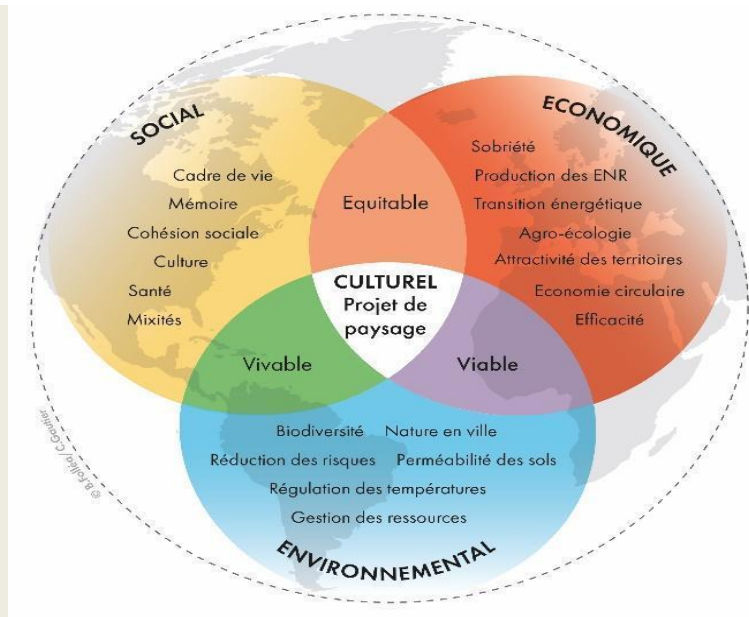 SOCIAL
Cadre de vie
Mémoire
Cohésion sociale
Culture
Santé
Mixités
ECONOMIQUE
Sobriété
Production des ENR
Transition énergétique
Agro-écologie
Attractivité des territoires
Economie circulaire
Efficacité
Equitable
CULTUREL
Projet de
paysage
Vivable
Viable
Biodiversité Nature en ville
Réduction des risques Perméabilité des sols
Régulation des températures
Gestion des ressources
ENVIRONNEMENTAL
© B.Folléa/C.Gautier